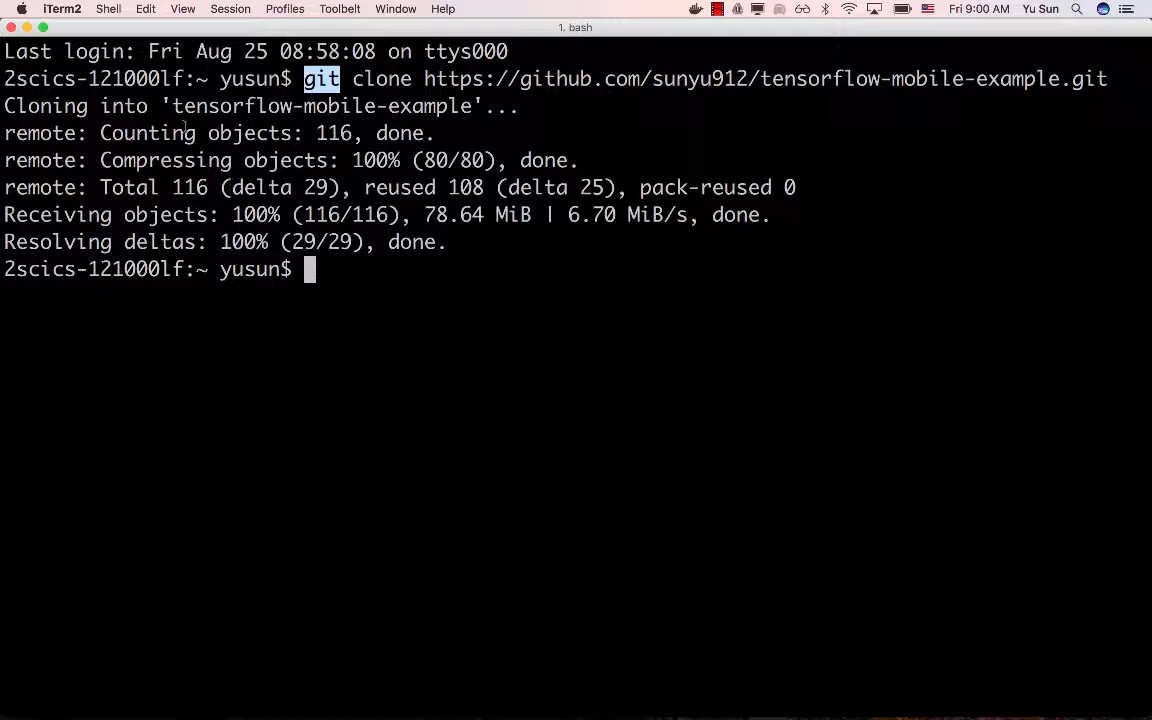 iTerm2 Shell Edit View Session Profiles Toolbelt Window Help Fri 9:00 AM Yu Sun
1. bash
Last login: Fri Aug 25 08:58:08 on ttys000
2scics-121000lf:~ yusun$ git clone https://github.com/sunyu912/tensorflow-mobile-example.git
Cloning into 'tensorflow-mobile-example'...
remote: Counting objects: 116, done.
remote: Compressing objects: 100% (80/80), done.
remote: Total 116 (delta 29), reused 108 (delta 25), pack-reused 0
Receiving objects: 100% (116/116), 78.64 MiB | 6.70 MiB/s, done.
Resolving deltas: 100% (29/29), done.
2scics-121000lf:~ yusun$